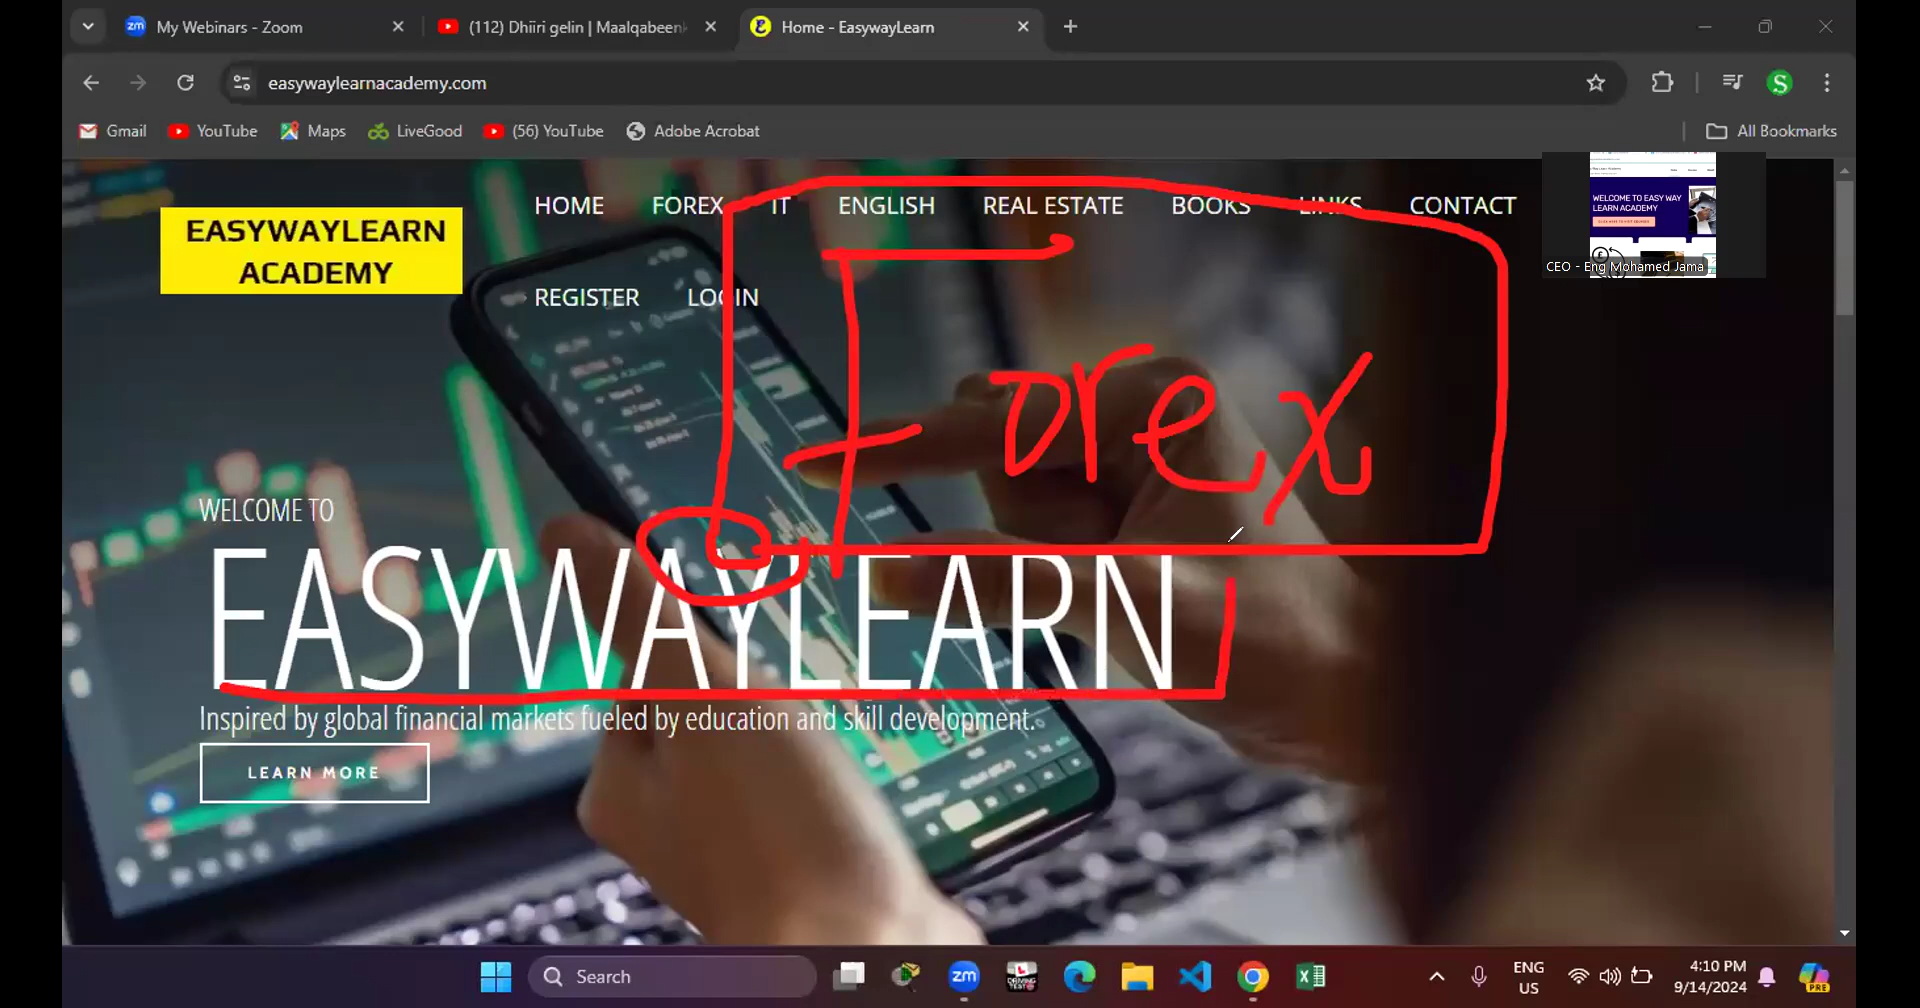 My Webinars - Zoom
(112) Dhiiri gelin | Maalqabeen
Home - EasywayLearn
easywaylearnacademy.com
Gmail
YouTube
Maps
LiveGood
(56) YouTube
Adobe Acrobat
All Bookmarks
EASYWAYLEARN
ACADEMY
HOME
FOREX
IT
ENGLISH
REAL ESTATE
BOOKS
LINKS
CONTACT
REGISTER
LOGIN
WELCOME TO EASY WAY
LEARN ACADEMY
CEO - Eng Mohamed Jama
Forex
WELCOME TO
EASYWAYLEARN
Inspired by global financial markets fueled by education and skill development.
LEARN MORE
Search
ENG
US
4:10 PM
9/14/2024